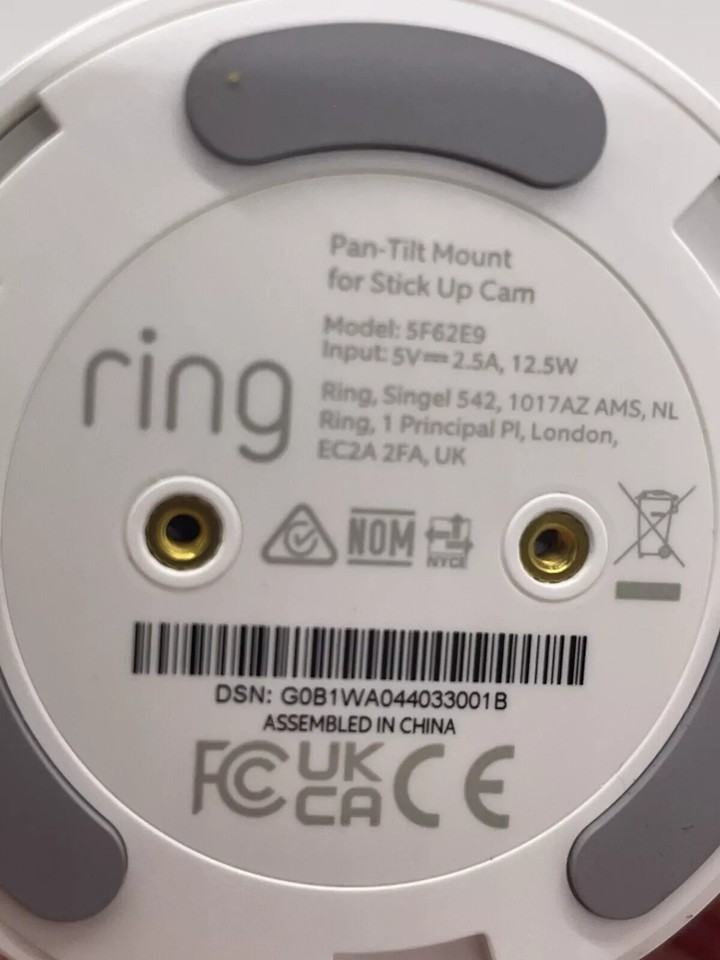 Pan-Tilt Mount
for Stick Up Cam
Model: 5F62E9
Input: 5V⎓2.5A, 12.5W
ring
Ring, Singel 542, 1017AZ AMS, NL
Ring, 1 Principal Pl, London,
EC2A 2FA, UK
NOM
NYCE
DSN: G0B1WA044033001B
ASSEMBLED IN CHINA
FC UK CA CE